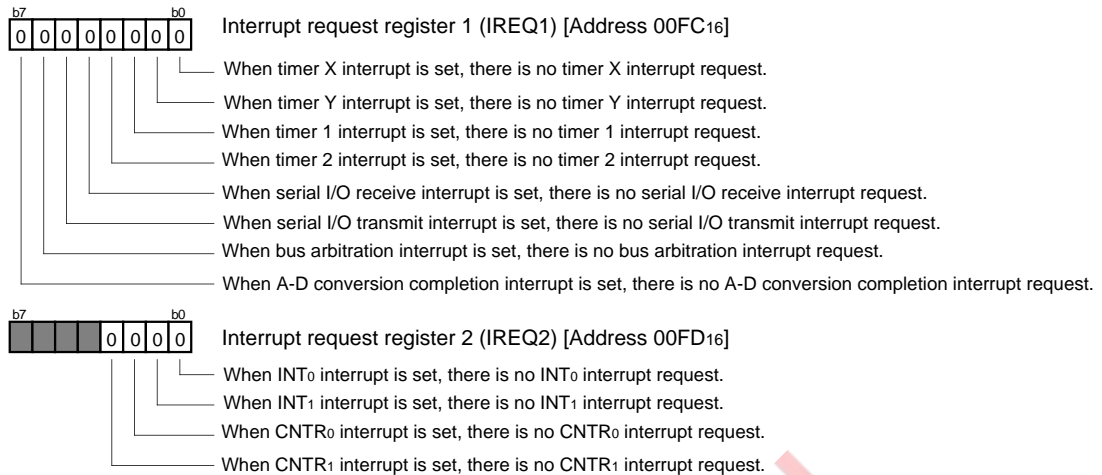 b7 b0
0 0 0 0 0 0 0 0
Interrupt request register 1 (IREQ1) [Address 00FC16]
When timer X interrupt is set, there is no timer X interrupt request.
When timer Y interrupt is set, there is no timer Y interrupt request.
When timer 1 interrupt is set, there is no timer 1 interrupt request.
When timer 2 interrupt is set, there is no timer 2 interrupt request.
When serial I/O receive interrupt is set, there is no serial I/O receive interrupt request.
When serial I/O transmit interrupt is set, there is no serial I/O transmit interrupt request.
When bus arbitration interrupt is set, there is no bus arbitration interrupt request.
When A-D conversion completion interrupt is set, there is no A-D conversion completion interrupt request.
b7 b0
0 0 0 0
Interrupt request register 2 (IREQ2) [Address 00FD16]
When INT0 interrupt is set, there is no INT0 interrupt request.
When INT1 interrupt is set, there is no INT1 interrupt request.
When CNTR0 interrupt is set, there is no CNTR0 interrupt request.
When CNTR1 interrupt is set, there is no CNTR1 interrupt request.